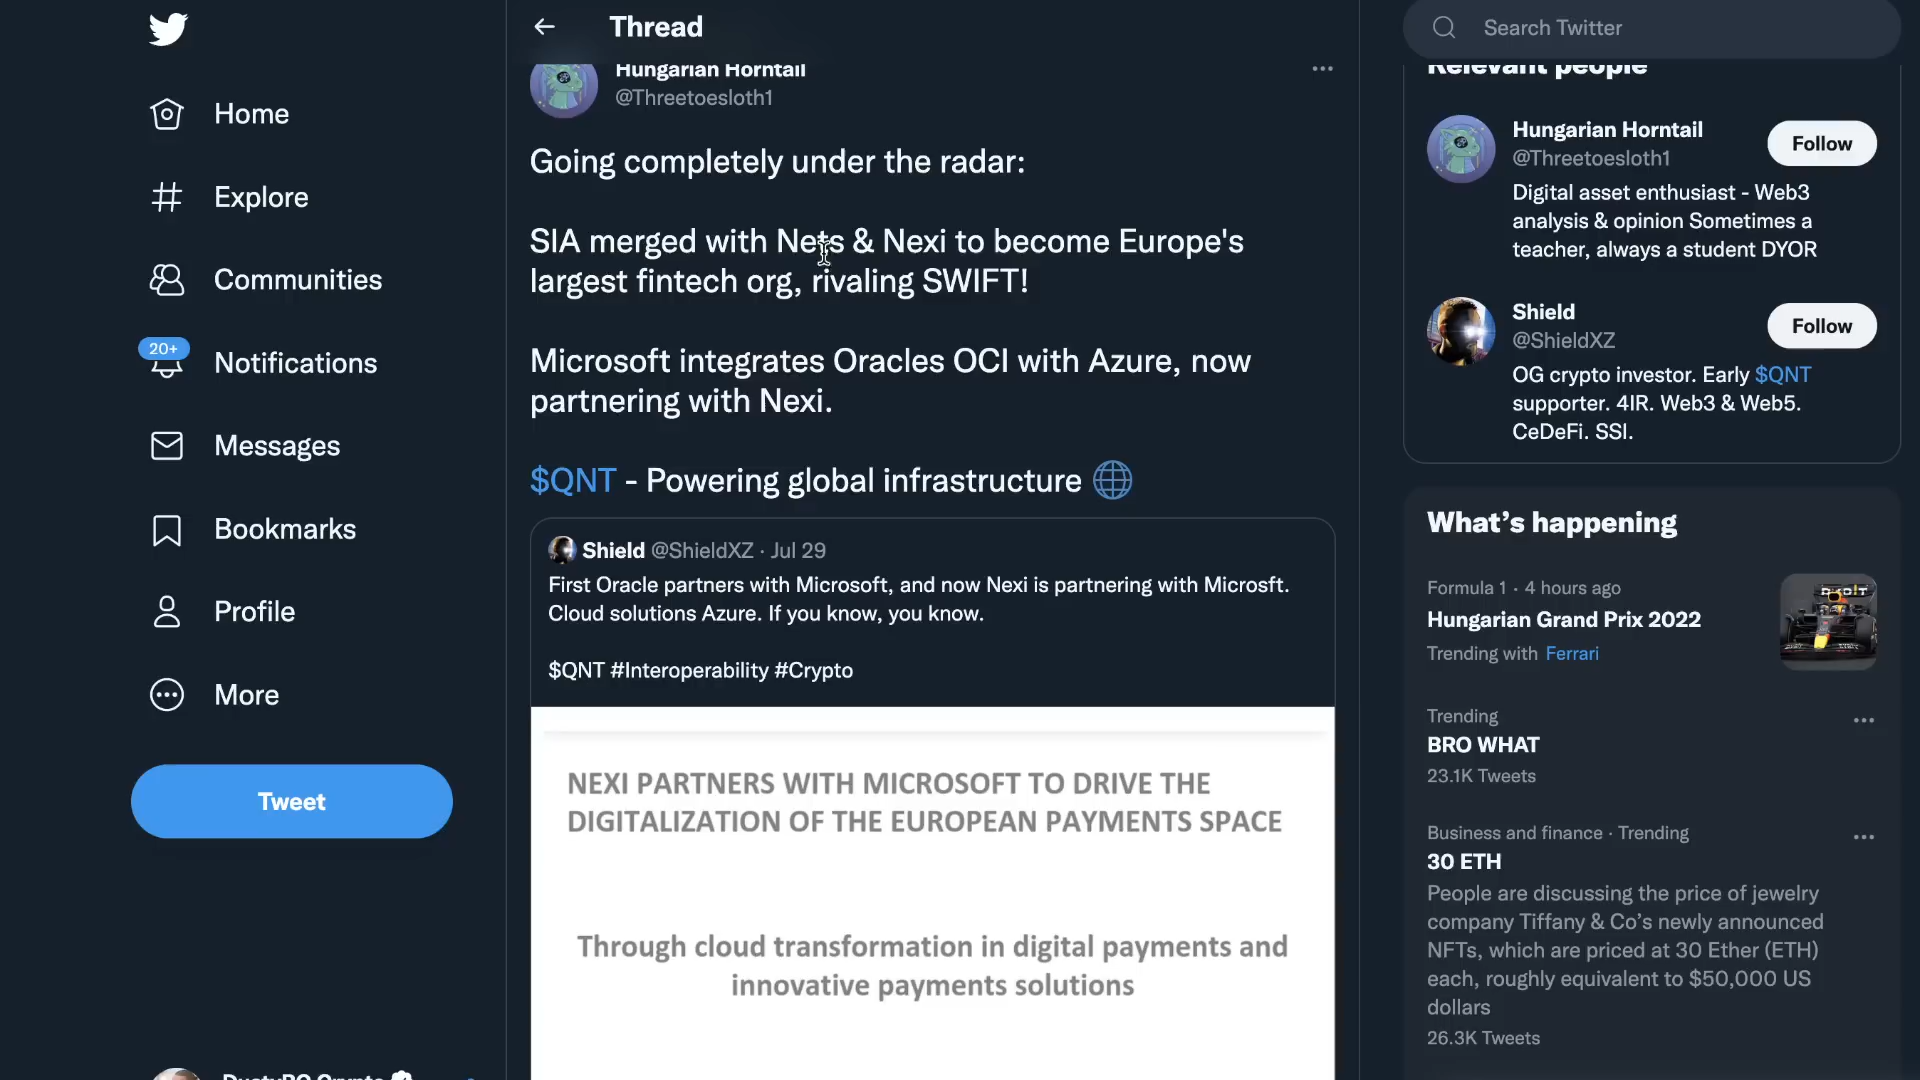 Home
Explore
Communities
20+
Notifications
Messages
Bookmarks
Profile
More
Tweet
DustyBC Crypto
Thread
Hungarian Horntail
@Threetoesloth1
Going completely under the radar:
SIA merged with Nets & Nexi to become Europe's
largest fintech org, rivaling SWIFT!
Microsoft integrates Oracles OCI with Azure, now
partnering with Nexi.
$QNT - Powering global infrastructure
Shield @ShieldXZ · Jul 29
First Oracle partners with Microsoft, and now Nexi is partnering with Microsft.
Cloud solutions Azure. If you know, you know.
$QNT #Interoperability #Crypto
NEXI PARTNERS WITH MICROSOFT TO DRIVE THE
DIGITALIZATION OF THE EUROPEAN PAYMENTS SPACE
Through cloud transformation in digital payments and
innovative payments solutions
Search Twitter
Relevant people
Hungarian Horntail
@Threetoesloth1
Follow
Digital asset enthusiast - Web3
analysis & opinion Sometimes a
teacher, always a student DYOR
Shield
@ShieldXZ
Follow
OG crypto investor. Early $QNT
supporter. 4IR. Web3 & Web5.
CeDeFi. SSI.
What's happening
Formula 1 · 4 hours ago
Hungarian Grand Prix 2022
Trending with Ferrari
Trending
BRO WHAT
23.1K Tweets
Business and finance · Trending
30 ETH
People are discussing the price of jewelry
company Tiffany & Co's newly announced
NFTs, which are priced at 30 Ether (ETH)
each, roughly equivalent to $50,000 US
dollars
26.3K Tweets